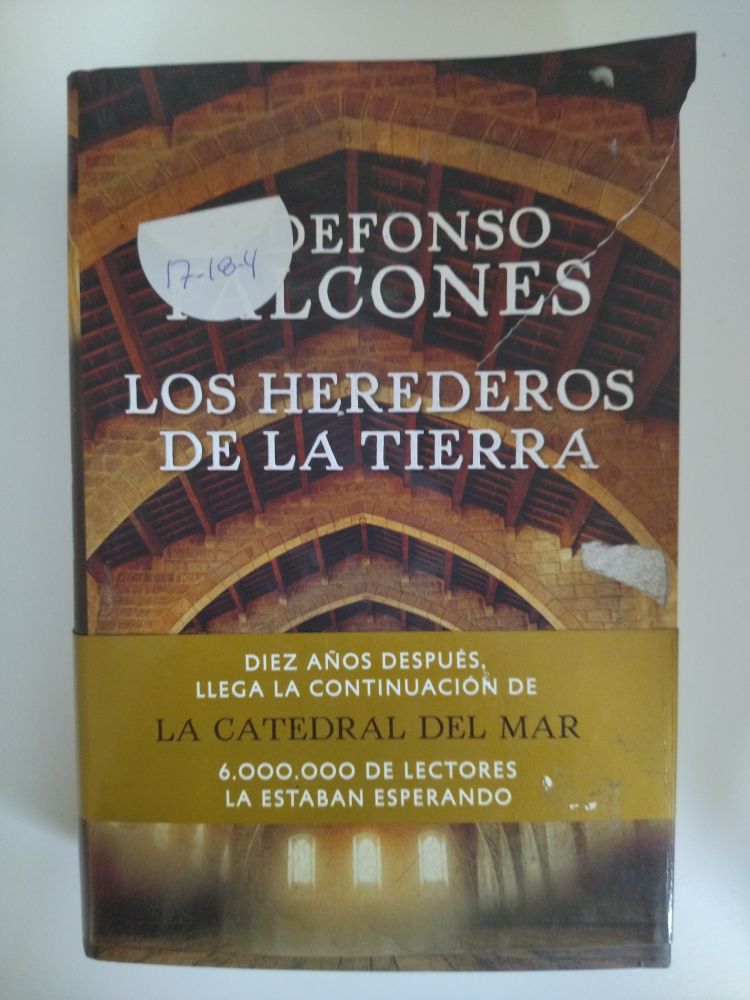 DEFONSO
17-18-4
ALCONES
LOS HEREDEROS
DE LA TIERRA
DIEZ AÑOS DESPUÉS,
LLEGA LA CONTINUACIÓN DE
LA CATEDRAL DEL MAR
6.000.000 DE LECTORES
LA ESTABAN ESPERANDO